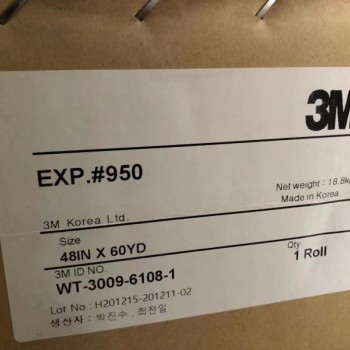 3M
EXP.#950
Net weight : 18.8k
Made in Korea
3M Korea Ltd.
Size
48IN X 60YD
Qty
1 Roll
3M ID NO.
WT-3009-6108-1
Lot No : H201215-201211-02
생산자 : 박진수 , 최천일